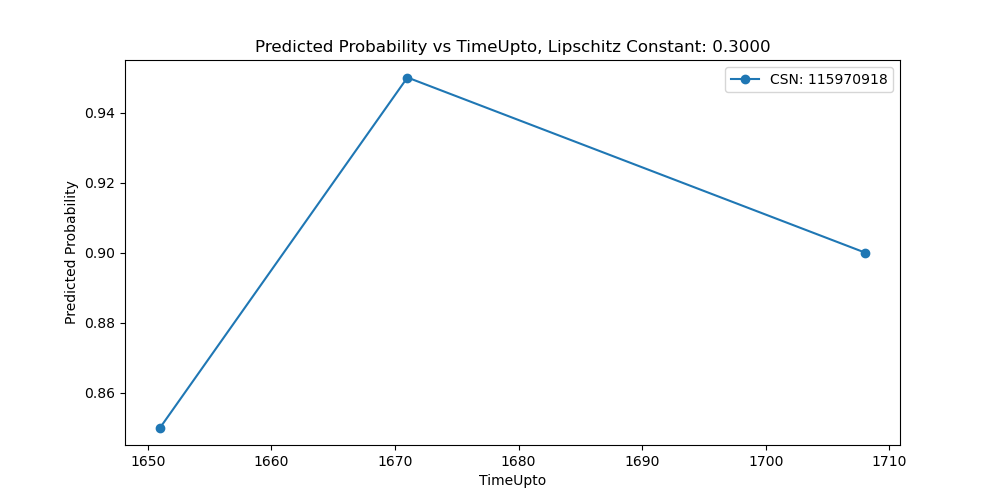 Predicted Probability vs TimeUpto, Lipschitz Constant: 0.3000
CSN: 115970918
Predicted Probability
0.94
0.92
0.90
0.88
0.86
1650 1660 1670 1680 1690 1700 1710
TimeUpto